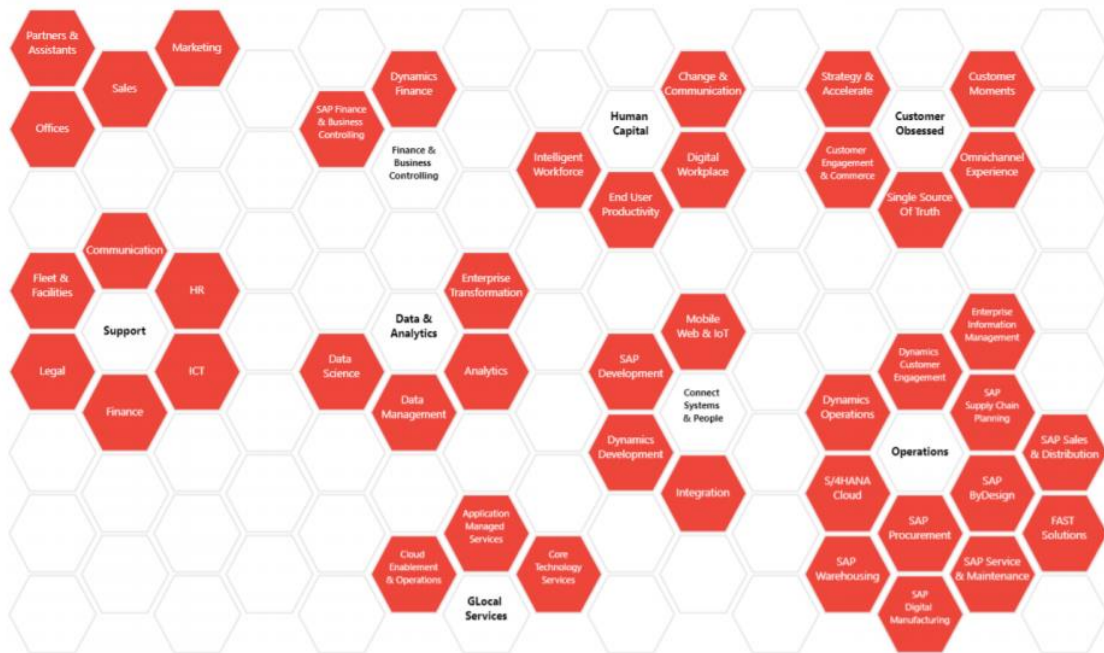 Partners &
Assistants
Marketing
Sales
Offices
Dynamics
Finance
SAP Finance
& Business
Controlling
Finance &
Business
Controlling
Change &
Communication
Human
Capital
Intelligent
Workforce
Digital
Workplace
End User
Productivity
Strategy &
Accelerate
Customer
Moments
Customer
Obsessed
Customer
Engagement
& Commerce
Omnichannel
Experience
Single Source
Of Truth
Communication
Fleet &
Facilities
HR
Support
Legal
ICT
Finance
Enterprise
Transformation
Data &
Analytics
Data
Science
Analytics
Data
Management
Mobile
Web & IoT
SAP
Development
Connect
Systems
& People
Dynamics
Development
Integration
Enterprise
Information
Management
Dynamics
Customer
Engagement
Dynamics
Operations
SAP
Supply Chain
Planning
Operations
SAP Sales
& Distribution
S/4HANA
Cloud
SAP
ByDesign
SAP
Procurement
FAST
Solutions
SAP
Warehousing
SAP Service
& Maintenance
SAP
Digital
Manufacturing
Application
Managed
Services
Cloud
Enablement
& Operations
Core
Technology
Services
GLocal
Services